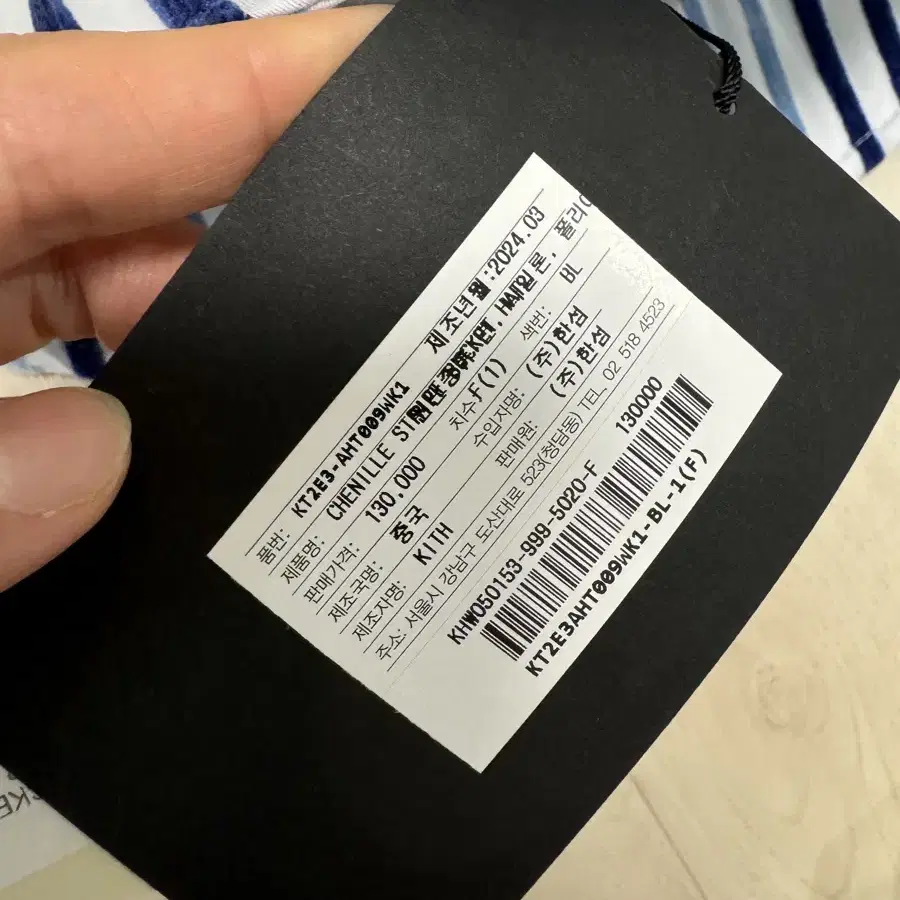 품번: KT2E3-AHT009WK1 제조년월:2024.03
제품명: CHENILLE
판매가격: 130,000 치수F(1) 색번: BL
제조국명: 중국 수입자명: (주)한섬
제조자명: KITH 판매원: (주)한섬
주소: 서울시 강남구 도산대로 523(청담동) TEL 02 518 4523
KHW050153-999-5020-F 130000
KT2E3AHT009WK1-BL-1(F)